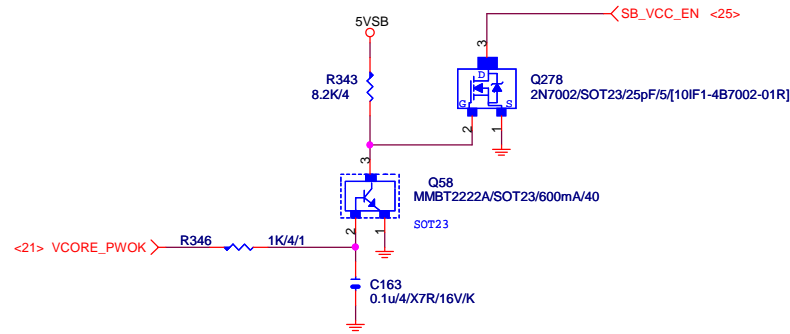 5VSB
SB_VCC_EN <25>
3
D
G
S
Q278
2N7002/SOT23/25pF/5/[10IF1-4B7002-01R]
R343
8.2K/4
2
1
3
Q58
MMBT2222A/SOT23/600mA/40
SOT23
2
1
<21> VCORE_PWOK
R346
1K/4/1
C163
0.1u/4/X7R/16V/K